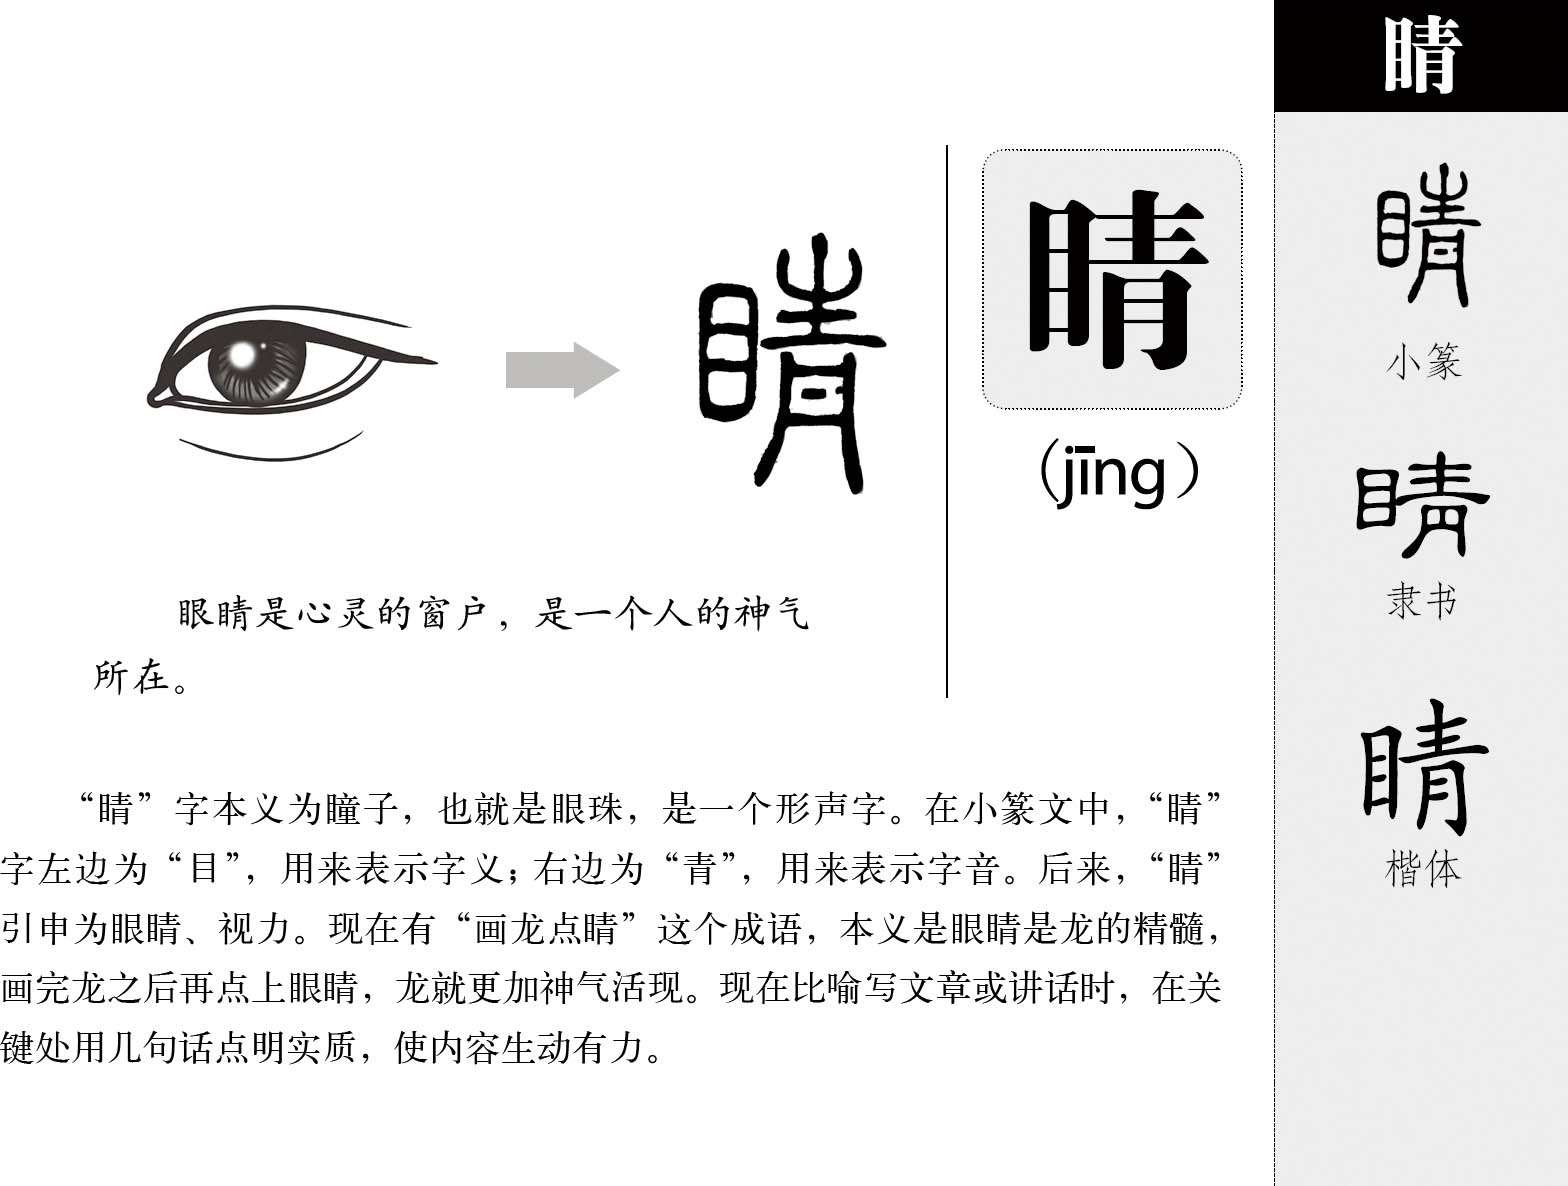 睛
睛
睛
（jīng）
眼睛是心灵的窗户，是一个人的神气
所在。
“睛”字本义为瞳子，也就是眼珠，是一个形声字。在小篆文中，“睛”
字左边为“目”，用来表示字义；右边为“青”，用来表示字音。后来，“睛”
引申为眼睛、视力。现在有“画龙点睛”这个成语，本义是眼睛是龙的精髓，
画完龙之后再点上眼睛，龙就更加神气活现。现在比喻写文章或讲话时，在关
键处用几句话点明实质，使内容生动有力。
睛
小篆
睛
隶书
睛
楷体